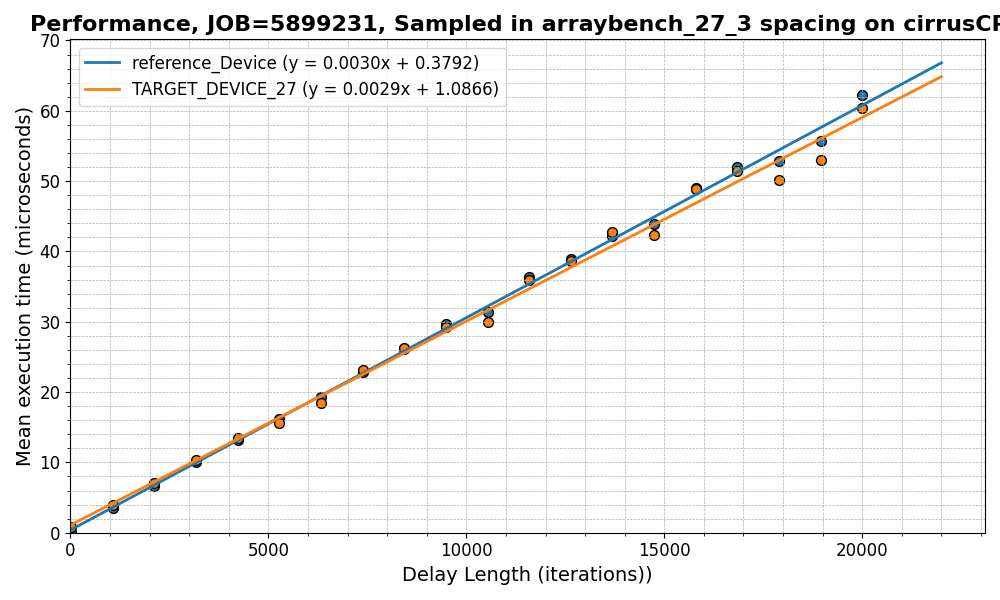 Performance, JOB=5899231, Sampled in arraybench_27_3 spacing on cirrusCP
reference_Device (y = 0.0030x + 0.3792)
TARGET_DEVICE_27 (y = 0.0029x + 1.0866)
Mean execution time (microseconds)
70
60
50
40
30
20
10
0
0 5000 10000 15000 20000
Delay Length (iterations))